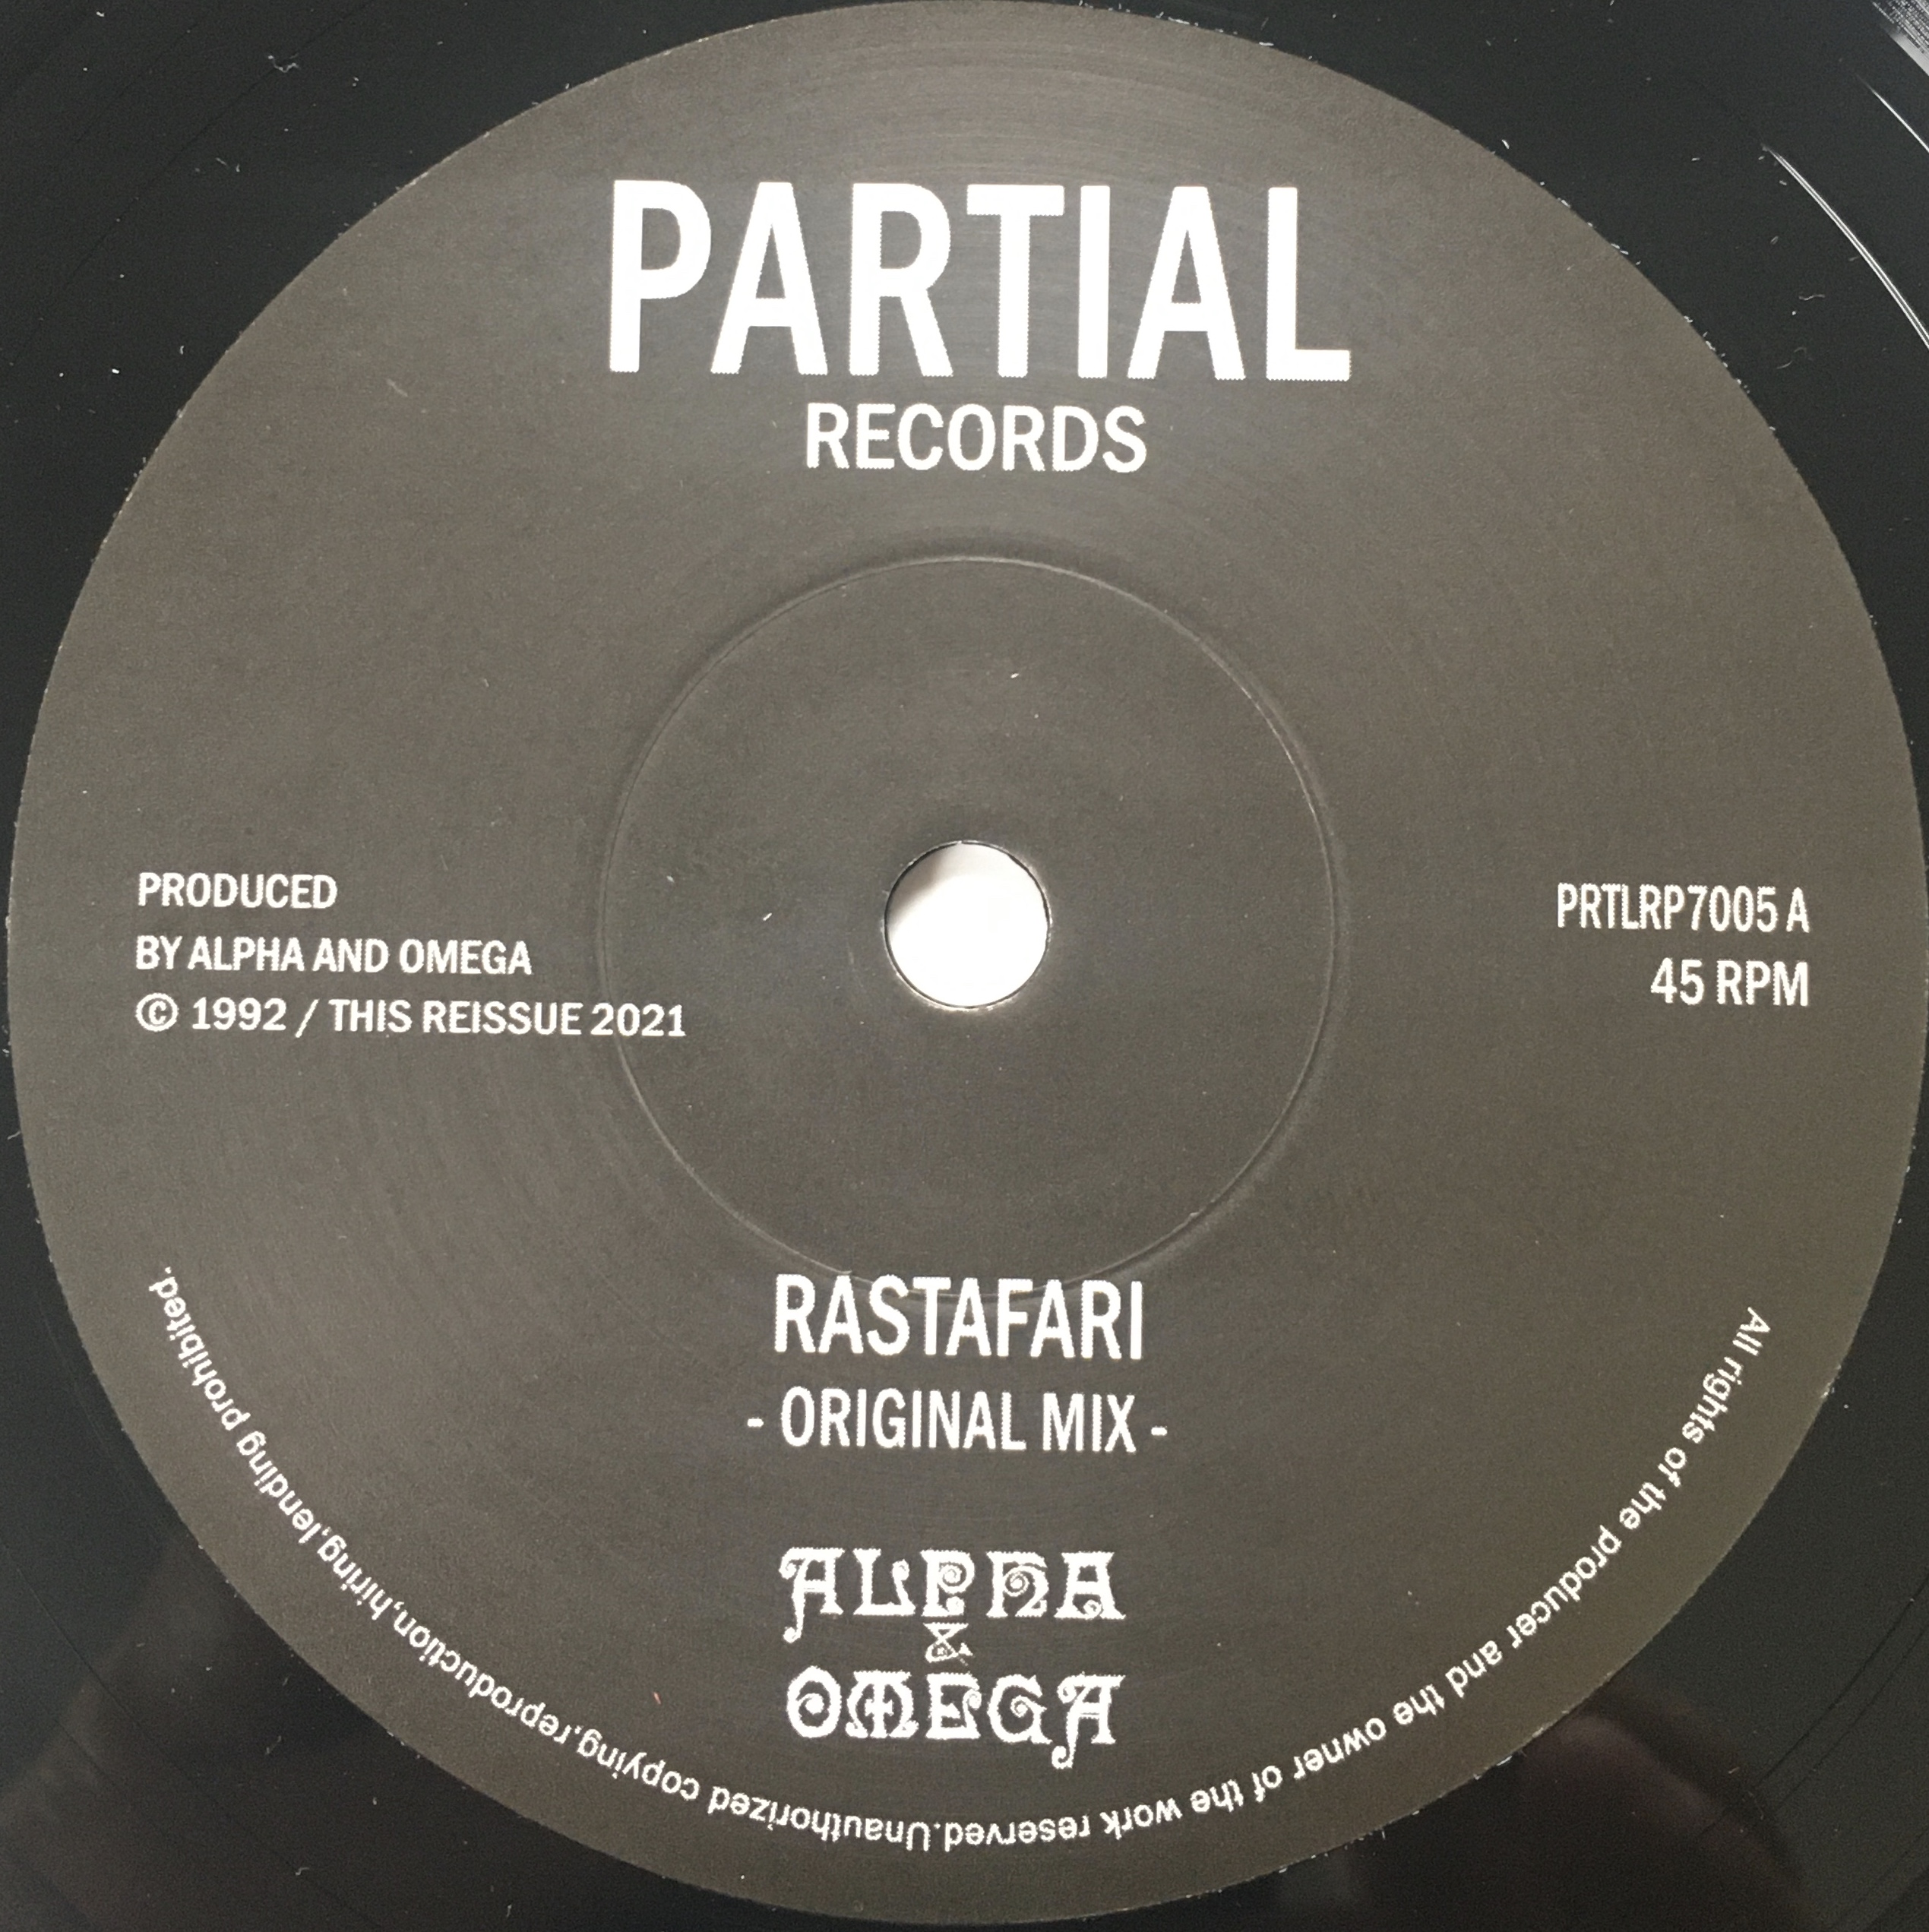 PARTIAL
RECORDS
PRODUCED
BY ALPHA AND OMEGA
© 1992 / THIS REISSUE 2021
PRTLRP7005 A
45 RPM
RASTAFARI
- ORIGINAL MIX -
ALPHA
&
OMEGA
All rights of the producer and the owner of the work reserved.Unauthorized copying,reproduction,hiring,lending prohibited.